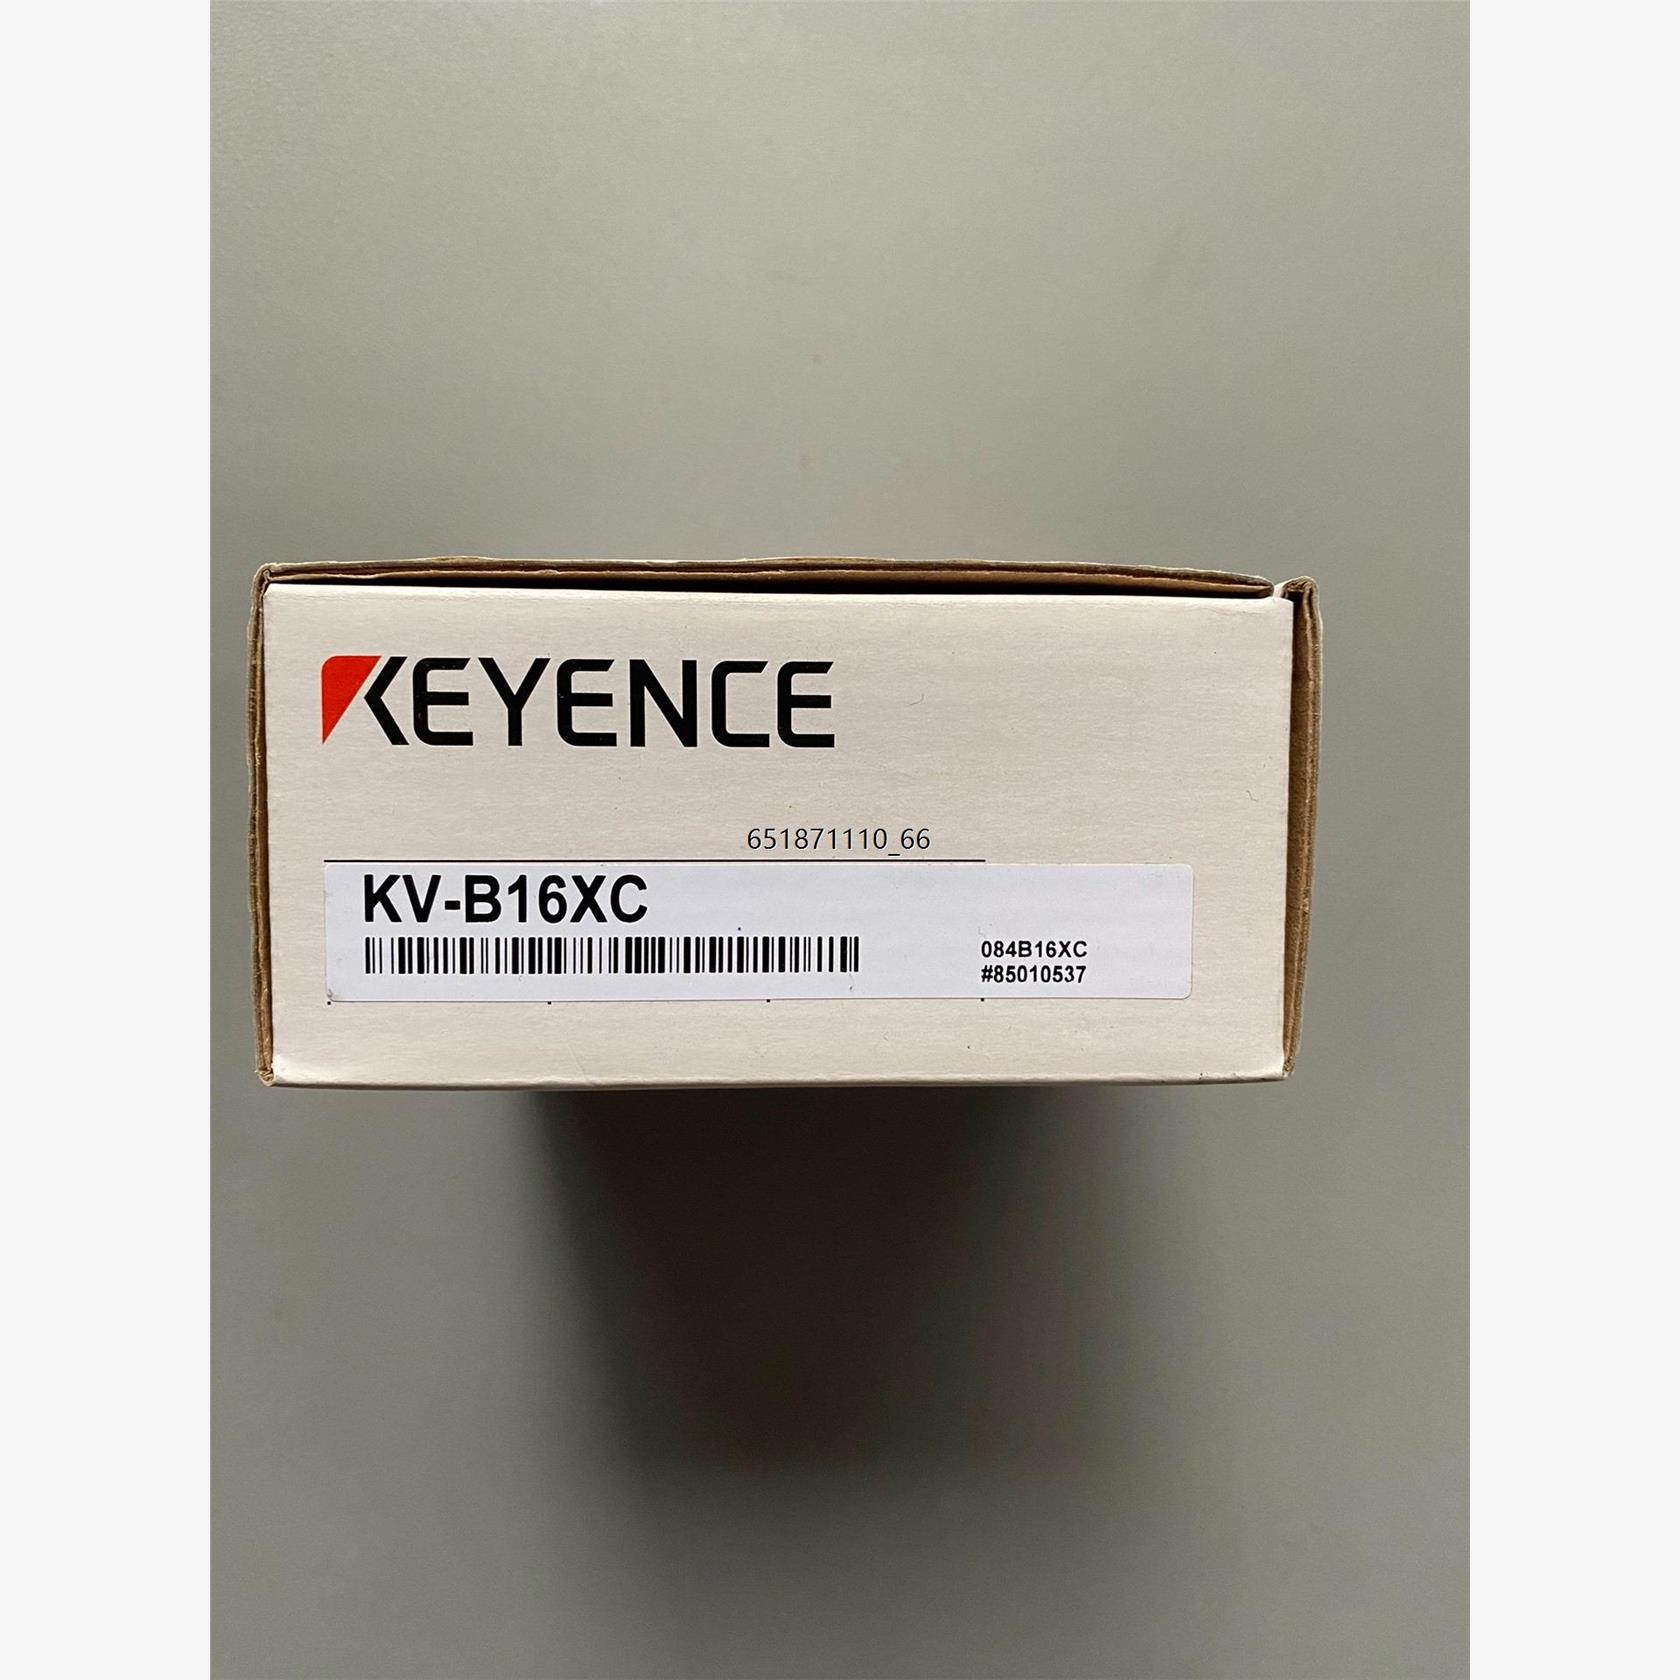 KEYENCE
651871110_66
KV-B16XC
084B16XC
#85010537